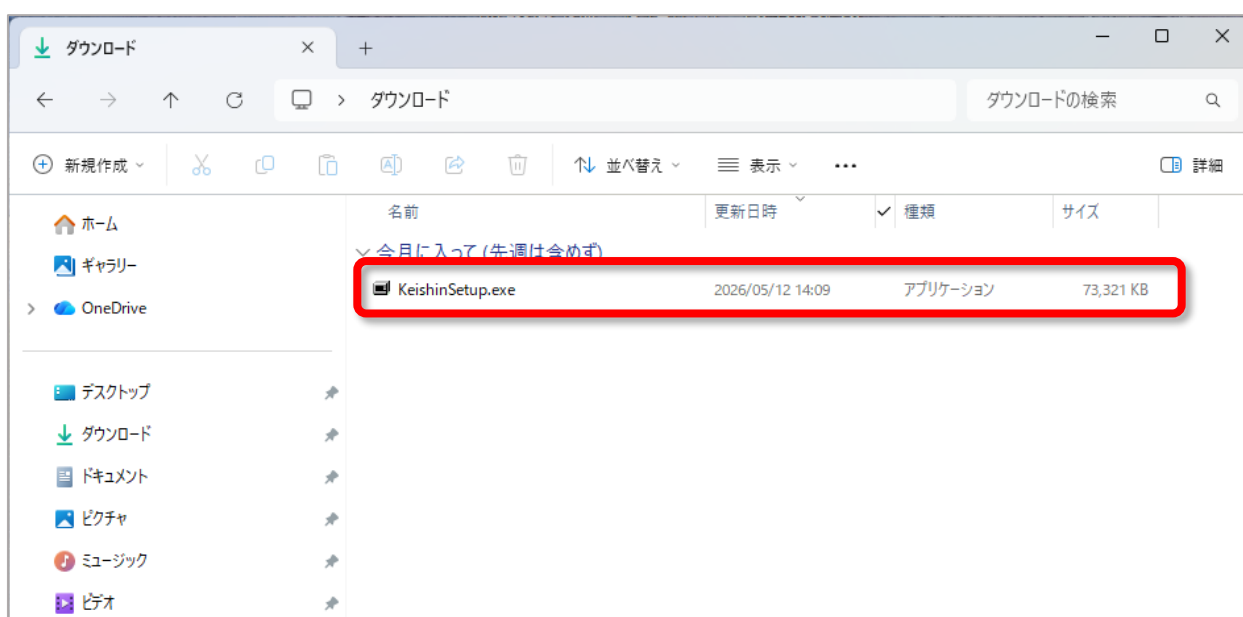 ダウンロード
ダウンロード
ダウンロードの検索
新規作成
並べ替え
表示
詳細
名前 更新日時 種類 サイズ
今月に入って (先週は含めず)
KeishinSetup.exe 2026/05/12 14:09 アプリケーション 73,321 KB
ホーム
ギャラリー
OneDrive
デスクトップ
ダウンロード
ドキュメント
ピクチャ
ミュージック
ビデオ